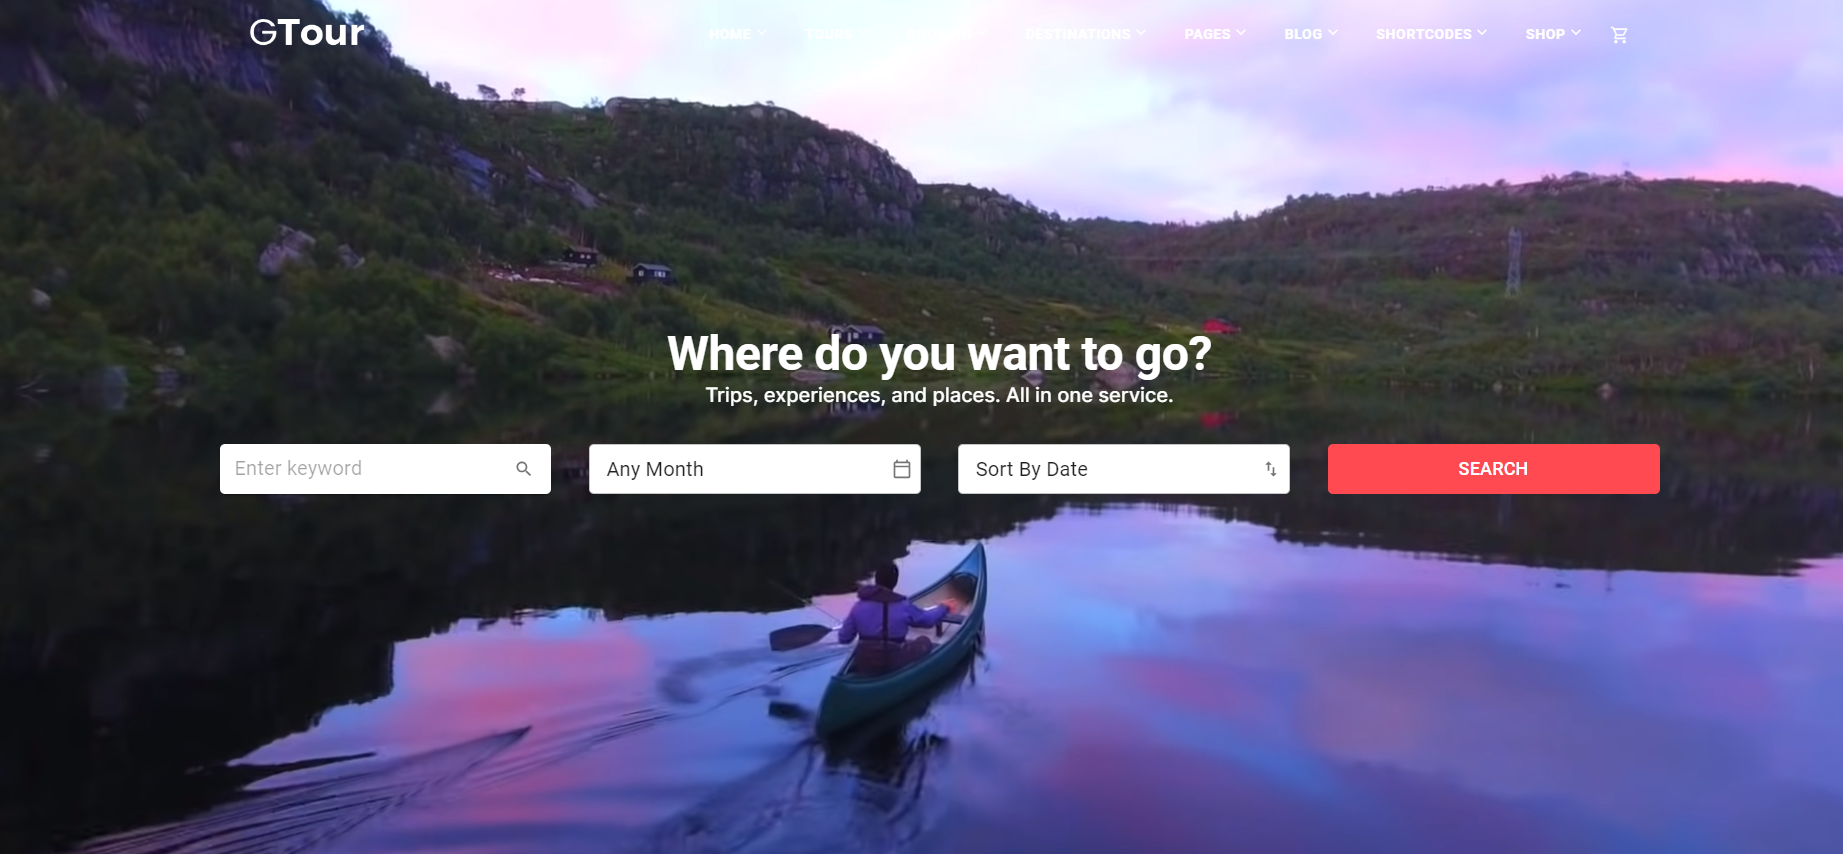 GTour
HOME TOURS DESTINATIONS PAGES BLOG SHORTCODES SHOP
Where do you want to go?
Trips, experiences, and places. All in one service.
Enter keyword Any Month Sort By Date SEARCH